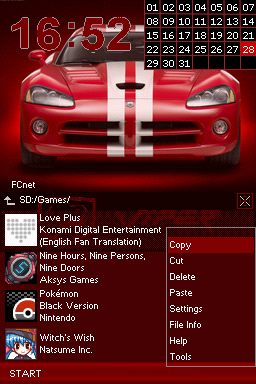 16:52
01 02 03 04 05 06 07
08 09 10 11 12 13 14
15 16 17 18 19 20 21
22 23 24 25 26 27 28
29 30 31
FCnet
SD:/Games/
Love Plus
Konami Digital Entertainment
(English Fan Translation)
Nine Hours, Nine Persons,
Nine Doors
Aksys Games
Pokémon
Black Version
Nintendo
Witch's Wish
Natsume Inc.
Copy
Cut
Delete
Paste
Settings
File Info
Help
Tools
START